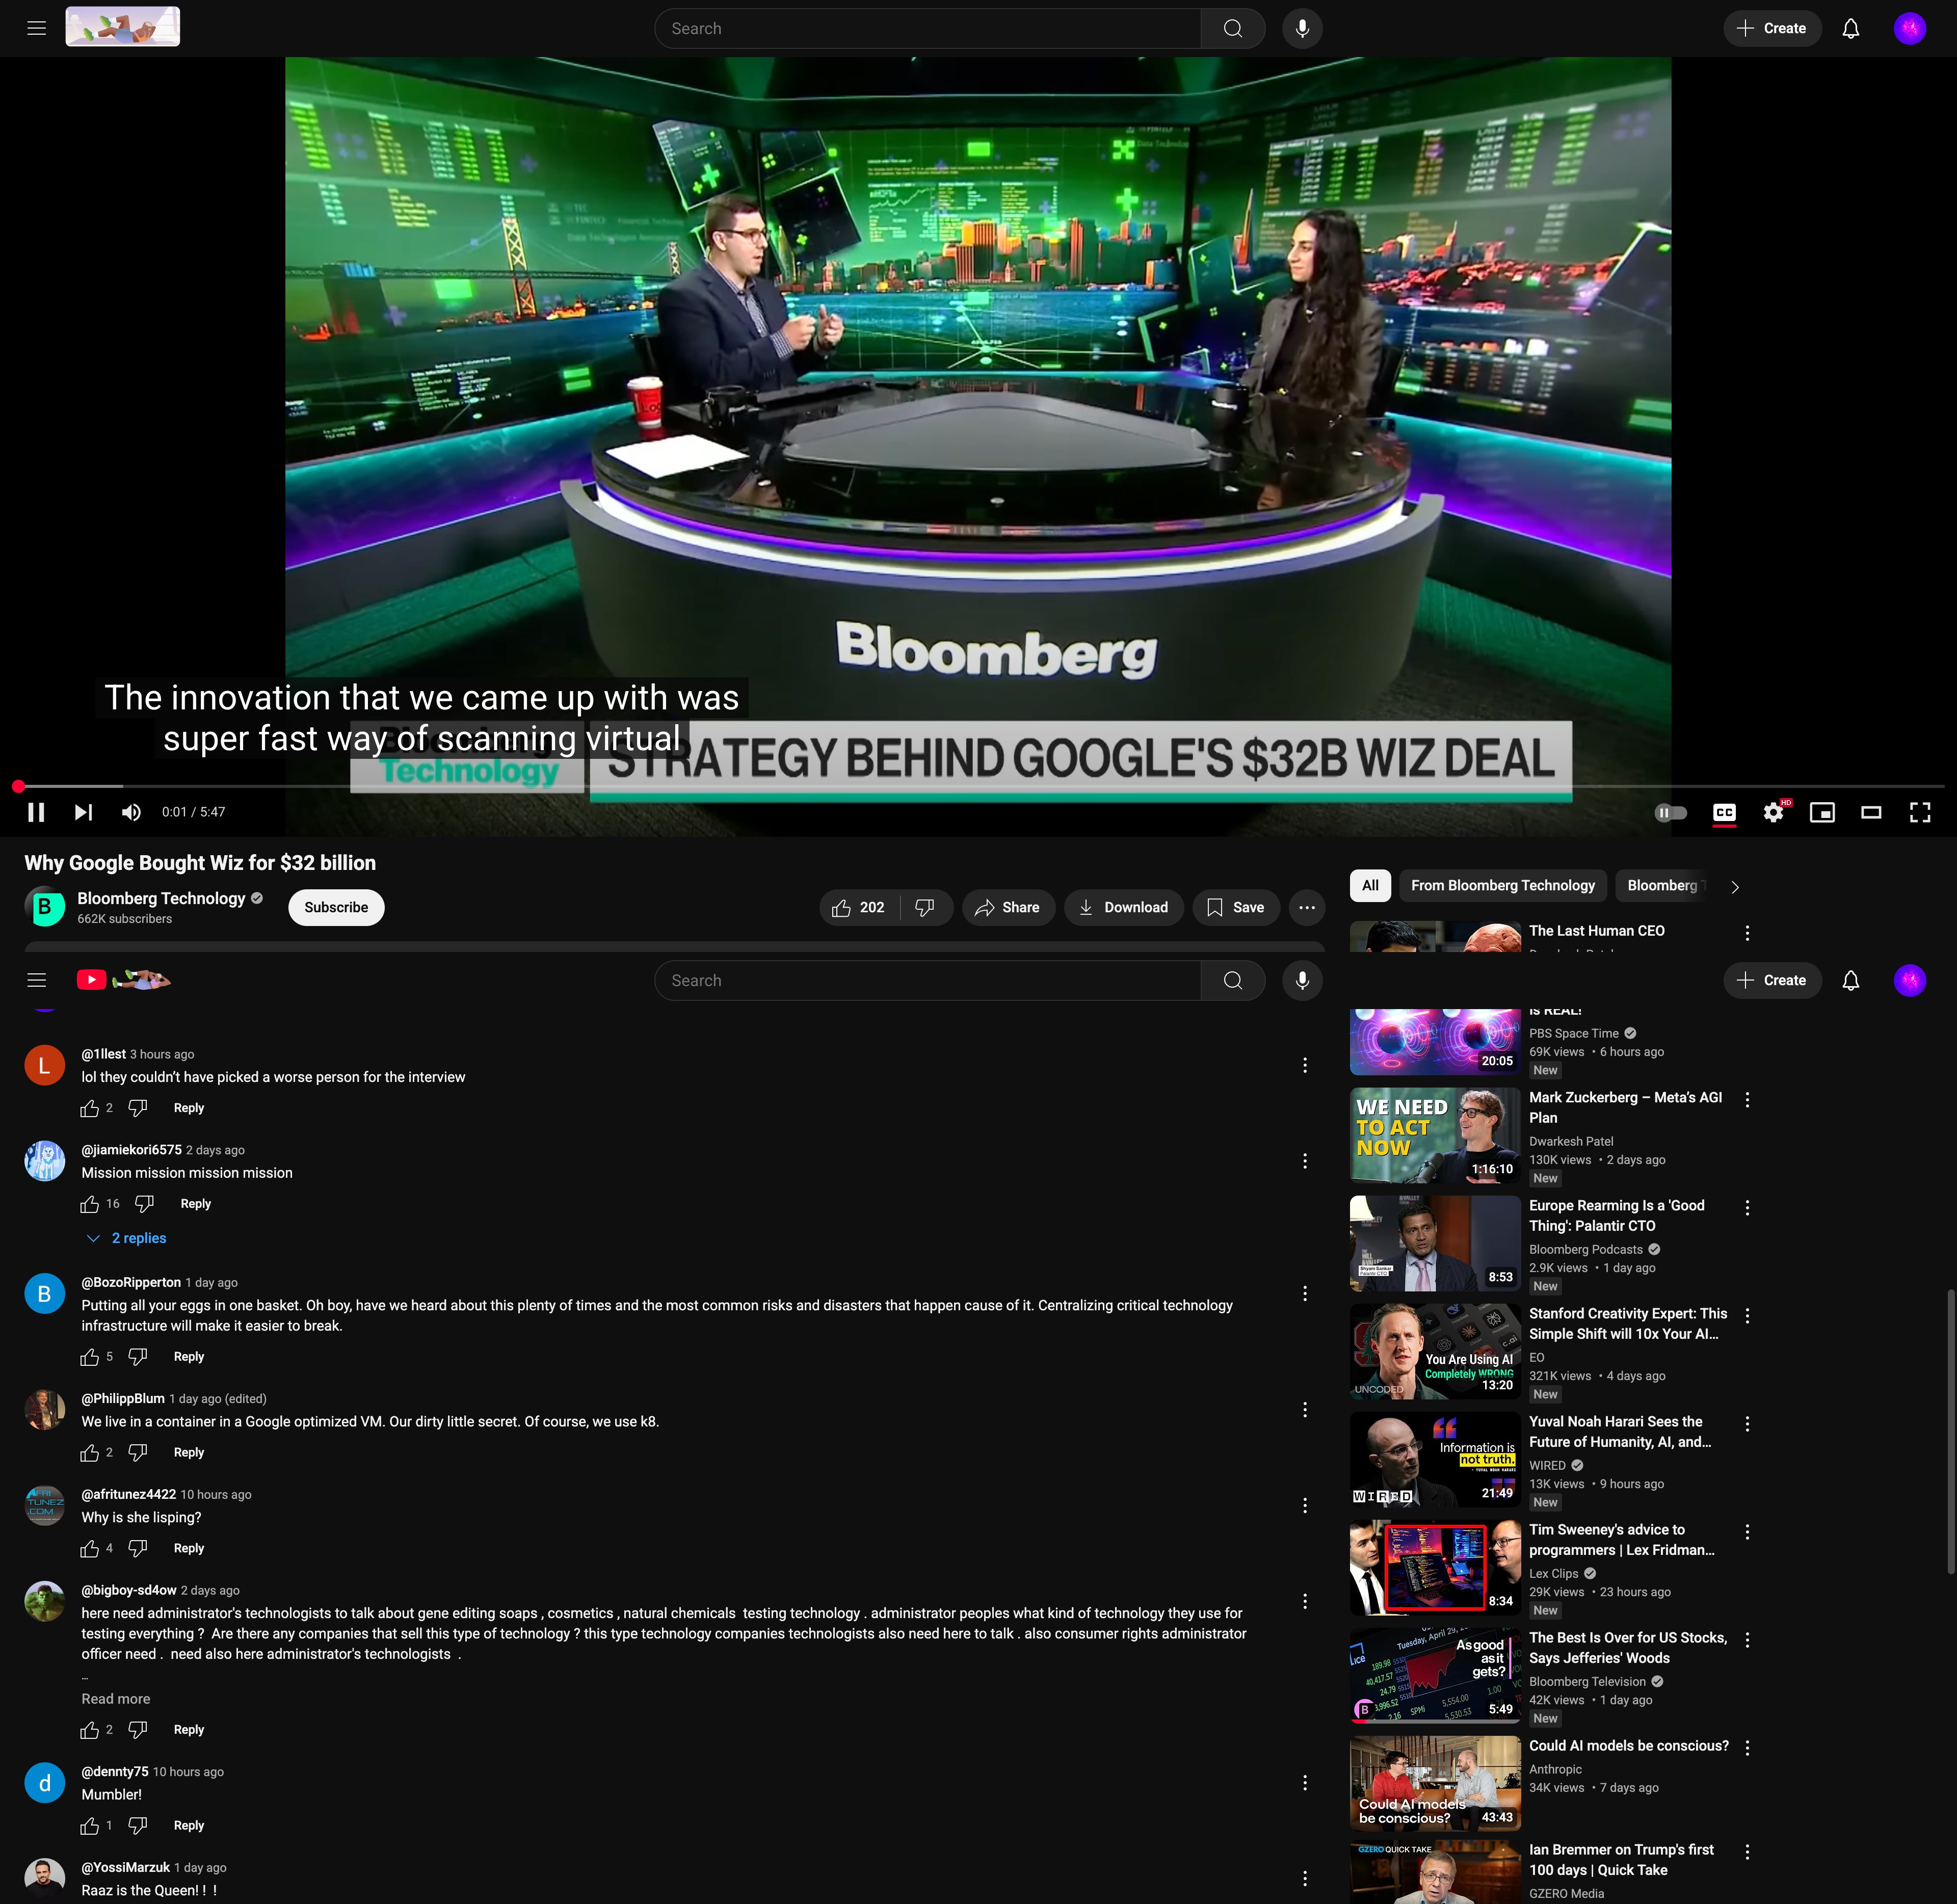 Search
Create
Bloomberg
The innovation that we came up with was
super fast way of scanning virtual
Technology
STRATEGY BEHIND GOOGLE'S $32B WIZ DEAL
0:01 / 5:47
CC
HD
Why Google Bought Wiz for $32 billion
B
Bloomberg Technology
662K subscribers
Subscribe
202
Share
Download
Save
All
From Bloomberg Technology
Bloomberg
The Last Human CEO
Search
Create
L
@1llest 3 hours ago
lol they couldn’t have picked a worse person for the interview
2
Reply
@jiamiekori6575 2 days ago
Mission mission mission mission
16
Reply
2 replies
B
@BozoRipperton 1 day ago
Putting all your eggs in one basket. Oh boy, have we heard about this plenty of times and the most common risks and disasters that happen cause of it. Centralizing critical technology
infrastructure will make it easier to break.
5
Reply
@PhilippBlum 1 day ago (edited)
We live in a container in a Google optimized VM. Our dirty little secret. Of course, we use k8.
2
Reply
AFRI
TUNEZ
COM
@afritunez4422 10 hours ago
Why is she lisping?
4
Reply
@bigboy-sd4ow 2 days ago
here need administrator's technologists to talk about gene editing soaps , cosmetics , natural chemicals  testing technology . administrator peoples what kind of technology they use for
testing everything ?  Are there any companies that sell this type of technology ? this type technology companies technologists also need here to talk . also consumer rights administrator
officer need .  need also here administrator's technologists  .
...
Read more
2
Reply
d
@dennty75 10 hours ago
Mumbler!
1
Reply
@YossiMarzuk 1 day ago
Raaz is the Queen! !  !
is REAL!
PBS Space Time
69K views • 6 hours ago
New
20:05
WE NEED
TO ACT
NOW
1:16:10
Mark Zuckerberg – Meta’s AGI
Plan
Dwarkesh Patel
130K views • 2 days ago
New
8:53
Europe Rearming Is a 'Good
Thing': Palantir CTO
Bloomberg Podcasts
2.9K views • 1 day ago
New
You Are Using AI
Completely WRONG
UNCODED
13:20
Stanford Creativity Expert: This
Simple Shift will 10x Your AI...
EO
321K views • 4 days ago
New
Information is
not truth.
- YUVAL NOAH HARARI
WIRED
21:49
Yuval Noah Harari Sees the
Future of Humanity, AI, and...
WIRED
13K views • 9 hours ago
New
8:34
Tim Sweeney's advice to
programmers | Lex Fridman...
Lex Clips
29K views • 23 hours ago
New
Tuesday, April 29,
As good
as it
gets?
5:49
The Best Is Over for US Stocks,
Says Jefferies' Woods
Bloomberg Television
42K views • 1 day ago
New
Could AI models
be conscious?
43:43
Could AI models be conscious?
Anthropic
34K views • 7 days ago
GZERO QUICK TAKE
Ian Bremmer on Trump's first
100 days | Quick Take
GZERO Media